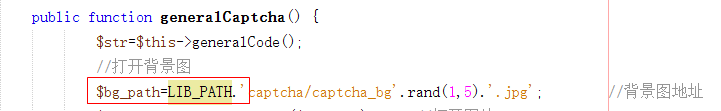 public function generalCaptcha() {
$str=$this->generalCode();
//打开背景图
$bg_path=LIB_PATH.'captcha/captcha_bg'.rand(1,5).'.jpg'; //背景图地址